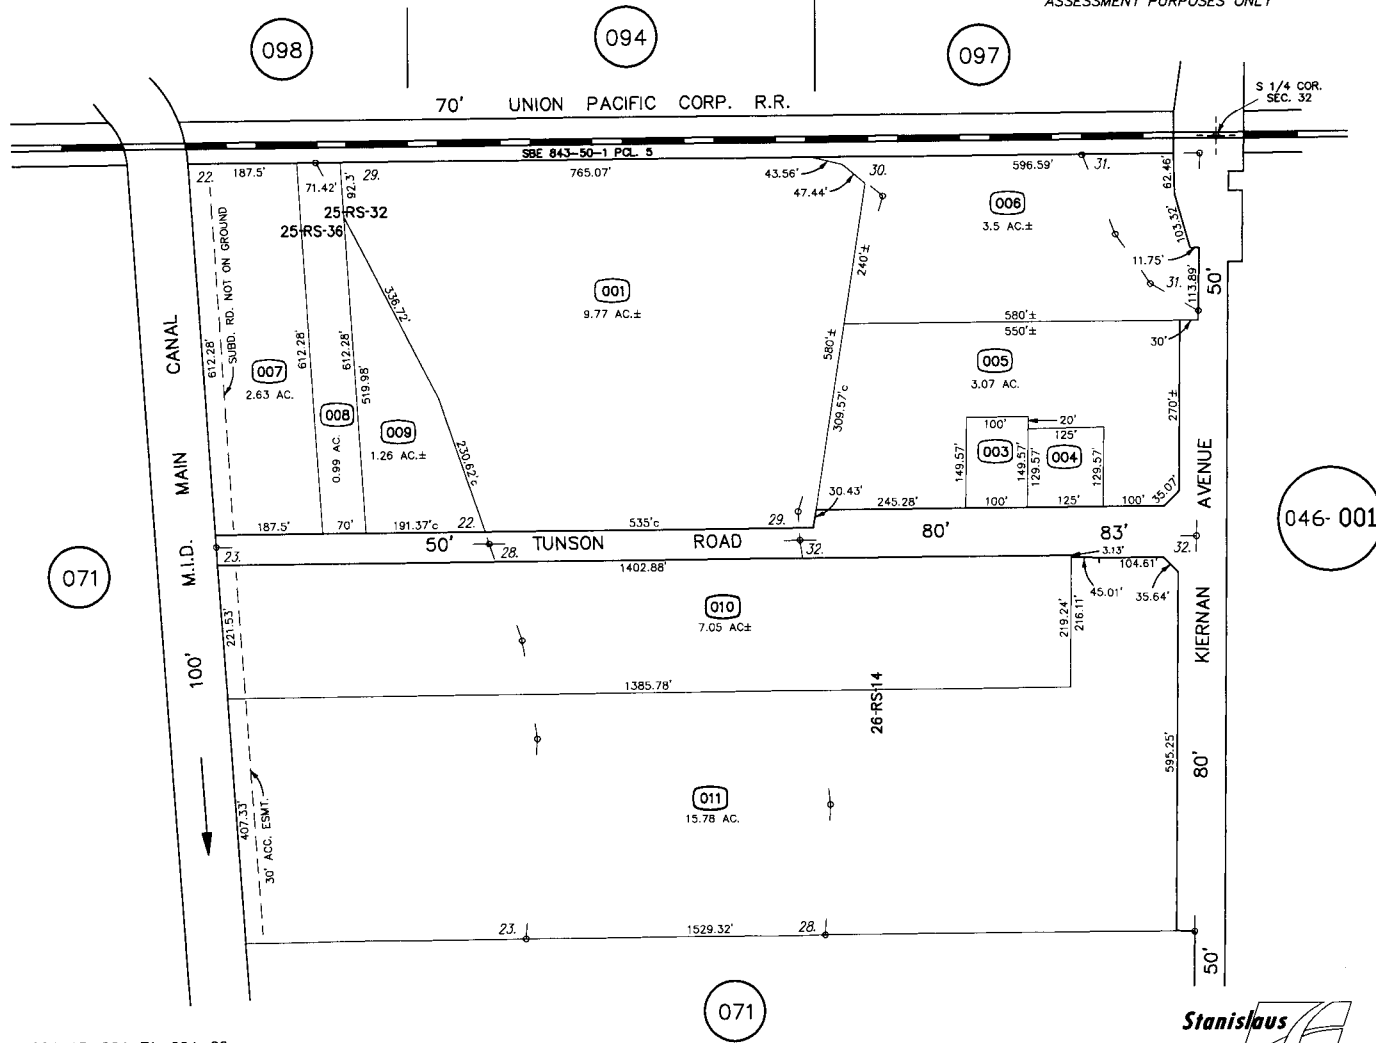 ASSESSMENT PURPOSES ONLY
098
094
097
S 1/4 COR.
SEC. 32
70' UNION PACIFIC CORP. R.R.
SBE 843-50-1 PCL. 5
22.
187.5'
71.42'
92.3'
29.
765.07'
43.56'
47.44'
30.
596.59'
31.
62.46'
25-RS-32
25-RS-36
006
3.5 AC.±
103.32'
11.75'
31.
113.89'
50'
240'±
SUBD. RD. NOT ON GROUND
336.72'
001
9.77 AC.±
580'±
550'±
30'
CANAL
612.28'
612.28'
612.28'
519.98'
580'±
007
2.63 AC.
005
3.07 AC.
270'±
008
0.99 AC.
009
1.26 AC.±
309.57'c
100'
20'
125'
003
004
149.57'
149.57'
129.57'
129.57'
230.62'c
MAIN
AVENUE
046-001
30.43'
245.28'
100'
125'
100'
35.07'
187.5'
70'
191.37'c
22.
535'c
29.
50' TUNSON ROAD
80'
83'
23.
28.
32.
32.
M.I.D.
071
1402.88'
3.13'
104.61'
45.01'
35.64'
010
7.05 AC±
221.53'
219.24'
216.11'
KIERNAN
100'
1385.78'
26-RS-14
595.25'
80'
011
15.78 AC.
407.33'
30' ACC. ESMT.
23.
1529.32'
28.
50'
071
Stanislaus